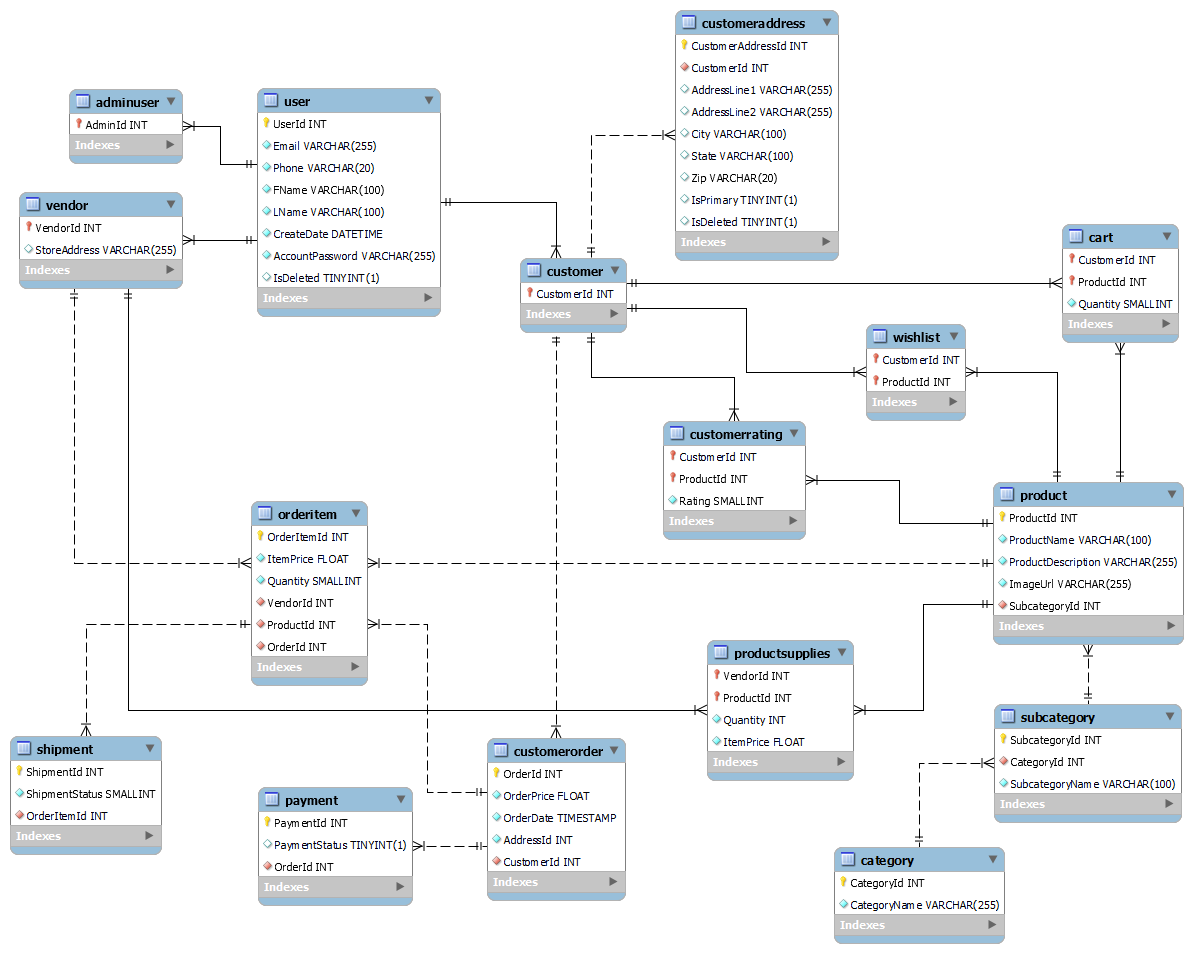 customeraddress
CustomerAddressId INT
CustomerId INT
AddressLine1 VARCHAR(255)
AddressLine2 VARCHAR(255)
City VARCHAR(100)
State VARCHAR(100)
Zip VARCHAR(20)
IsPrimary TINYINT(1)
IsDeleted TINYINT(1)
Indexes
adminuser
AdminId INT
Indexes
user
UserId INT
Email VARCHAR(255)
Phone VARCHAR(20)
FName VARCHAR(100)
LName VARCHAR(100)
CreateDate DATETIME
AccountPassword VARCHAR(255)
IsDeleted TINYINT(1)
Indexes
vendor
VendorId INT
StoreAddress VARCHAR(255)
Indexes
customer
CustomerId INT
Indexes
cart
CustomerId INT
ProductId INT
Quantity SMALLINT
Indexes
wishlist
CustomerId INT
ProductId INT
Indexes
customerrating
CustomerId INT
ProductId INT
Rating SMALLINT
Indexes
product
ProductId INT
ProductName VARCHAR(100)
ProductDescription VARCHAR(255)
ImageUrl VARCHAR(255)
SubcategoryId INT
Indexes
orderitem
OrderItemId INT
ItemPrice FLOAT
Quantity SMALLINT
VendorId INT
ProductId INT
OrderId INT
Indexes
productsupplies
VendorId INT
ProductId INT
Quantity INT
ItemPrice FLOAT
Indexes
subcategory
SubcategoryId INT
CategoryId INT
SubcategoryName VARCHAR(100)
Indexes
shipment
ShipmentId INT
ShipmentStatus SMALLINT
OrderItemId INT
Indexes
customerorder
OrderId INT
OrderPrice FLOAT
OrderDate TIMESTAMP
AddressId INT
CustomerId INT
Indexes
payment
PaymentId INT
PaymentStatus TINYINT(1)
OrderId INT
Indexes
category
CategoryId INT
CategoryName VARCHAR(255)
Indexes